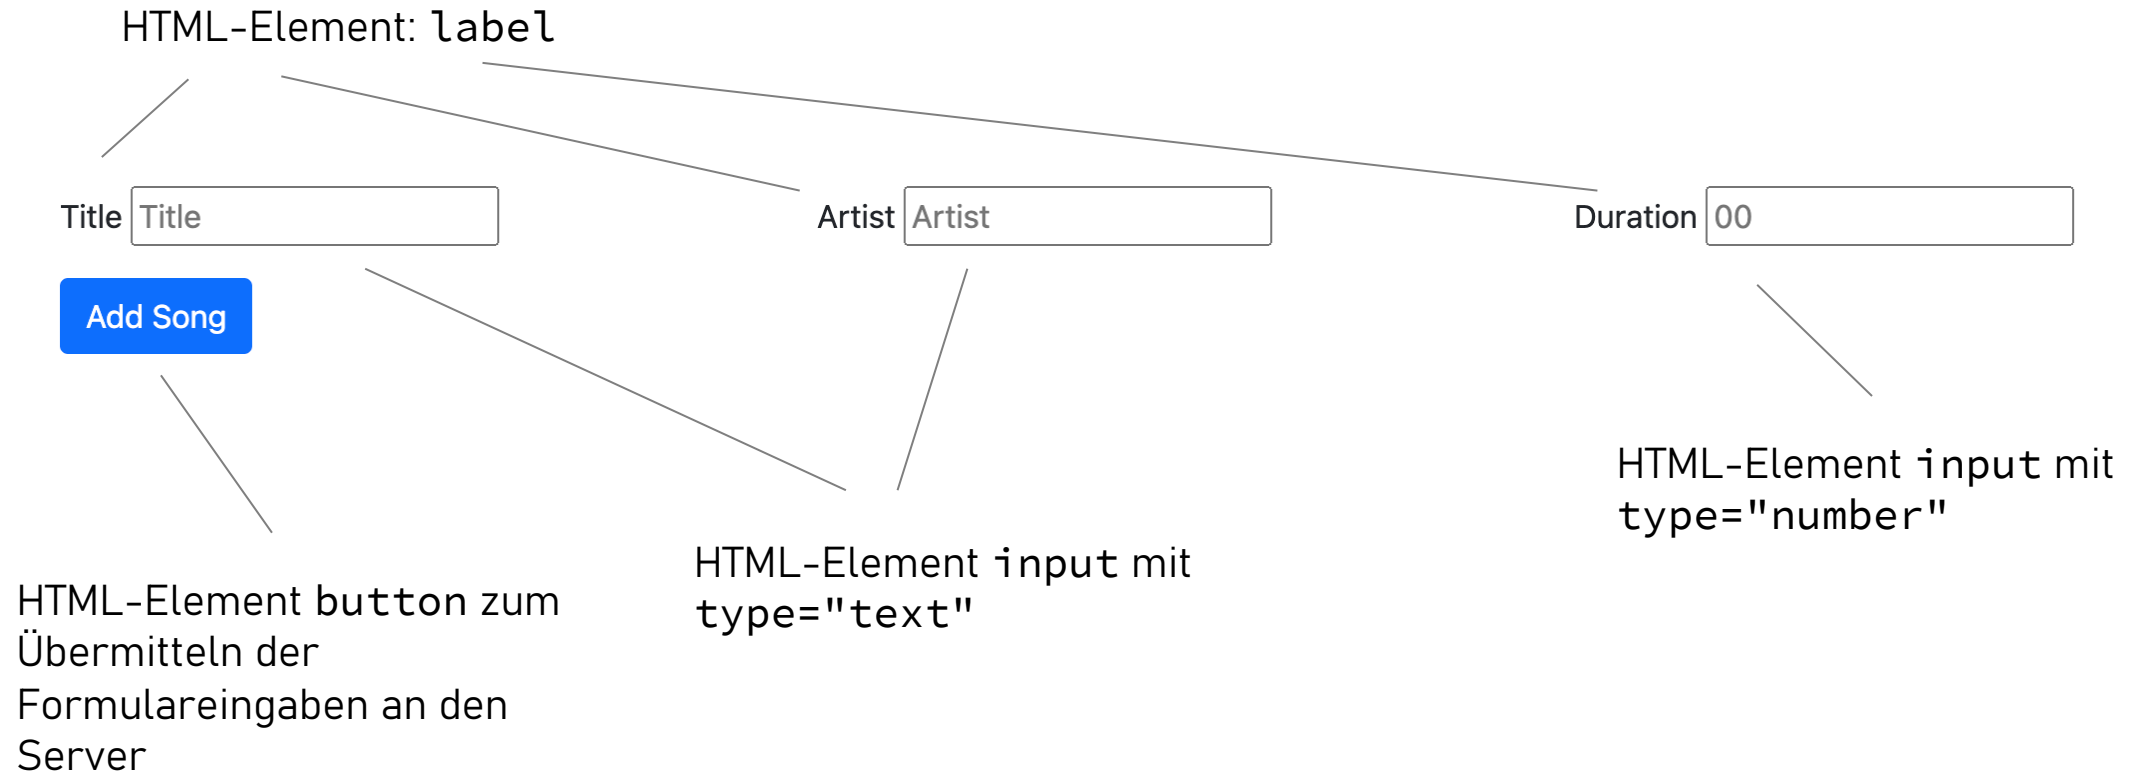 HTML-Element: label
Title Title
Artist Artist
Duration 00
Add Song
HTML-Element input mit
type="number"
HTML-Element input mit
type="text"
HTML-Element button zum
Übermitteln der
Formulareingaben an den
Server